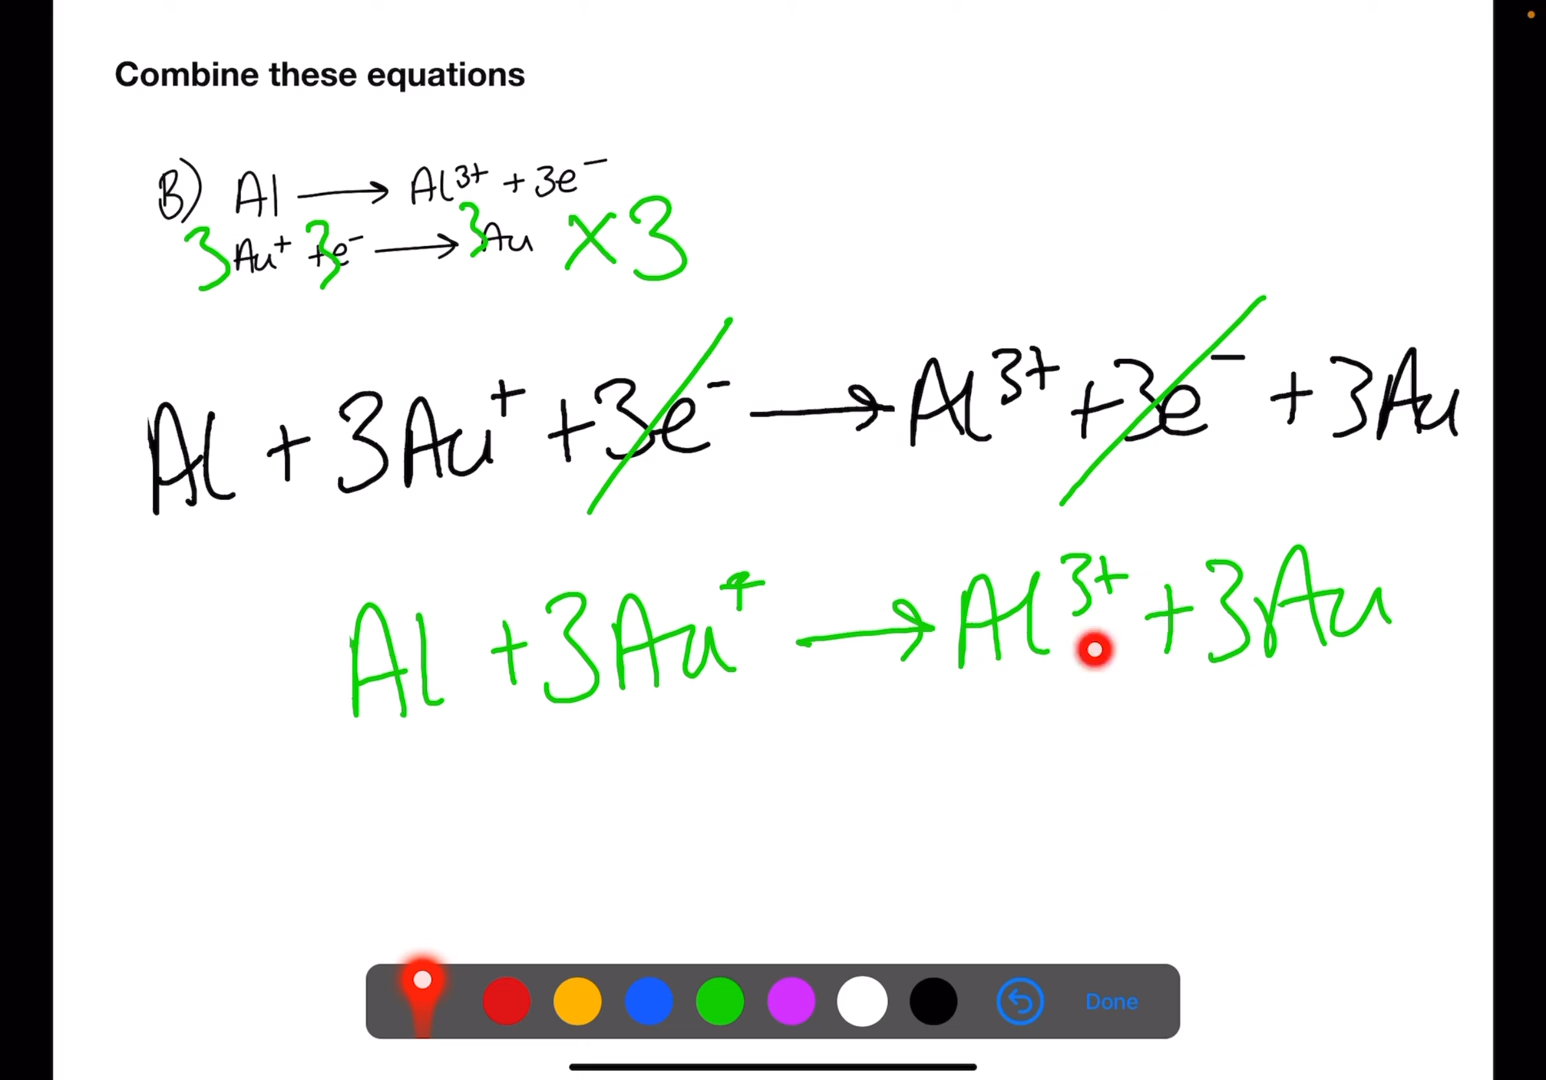 Combine these equations
B) Al ⟶ Al³⁺ + 3e⁻
3Au⁺ + 3e⁻ ⟶ 3Au ×3
Al + 3Au⁺ + 3e⁻ ⟶ Al³⁺ + 3e⁻ + 3Au
Al + 3Au⁺ ⟶ Al³⁺ + 3Au
Done